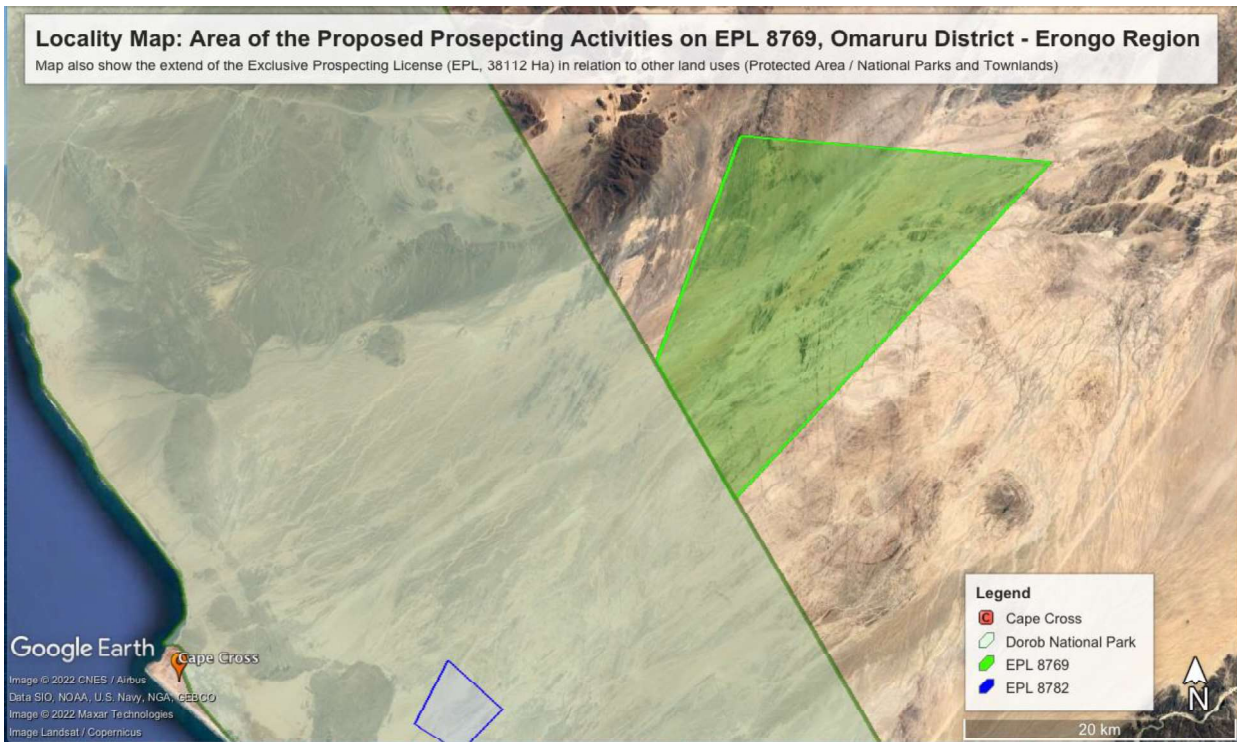 Locality Map: Area of the Proposed Prosepcting Activities on EPL 8769, Omaruru District - Erongo Region
Map also show the extend of the Exclusive Prospecting License (EPL, 38112 Ha) in relation to other land uses (Protected Area / National Parks and Townlands)
Legend
C Cape Cross
Dorob National Park
EPL 8769
EPL 8782
Google Earth
Cape Cross
Image © 2022 CNES / Airbus
Data SIO, NOAA, U.S. Navy, NGA, GEBCO
Image © 2022 Maxar Technologies
Image Landsat / Copernicus
N
20 km